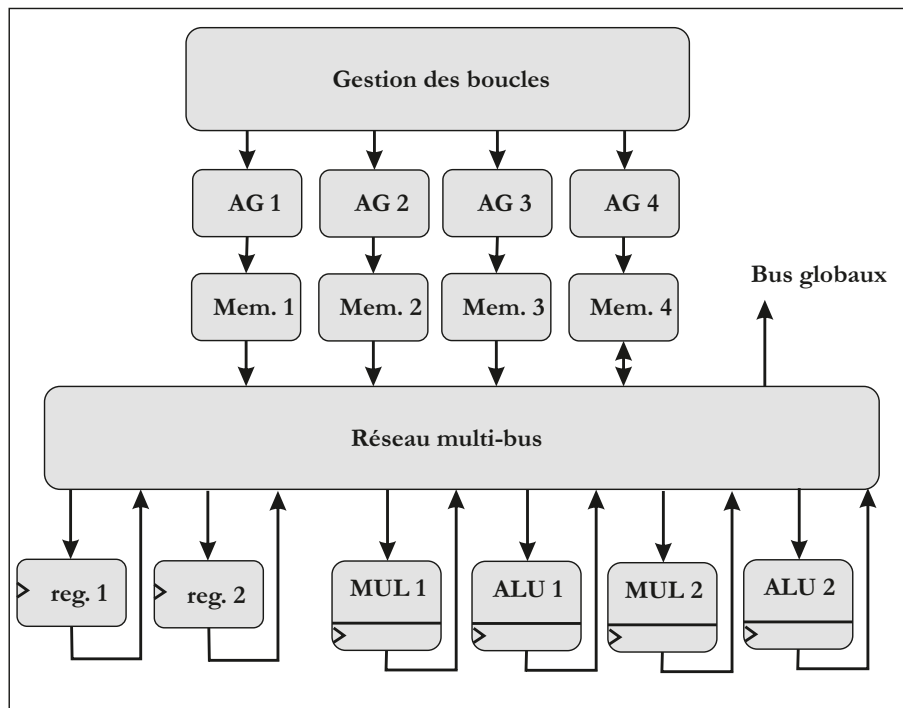 Gestion des boucles
AG 1 AG 2 AG 3 AG 4
Bus globaux
Mem. 1 Mem. 2 Mem. 3 Mem. 4
Réseau multi-bus
reg. 1 reg. 2 MUL 1 ALU 1 MUL 2 ALU 2